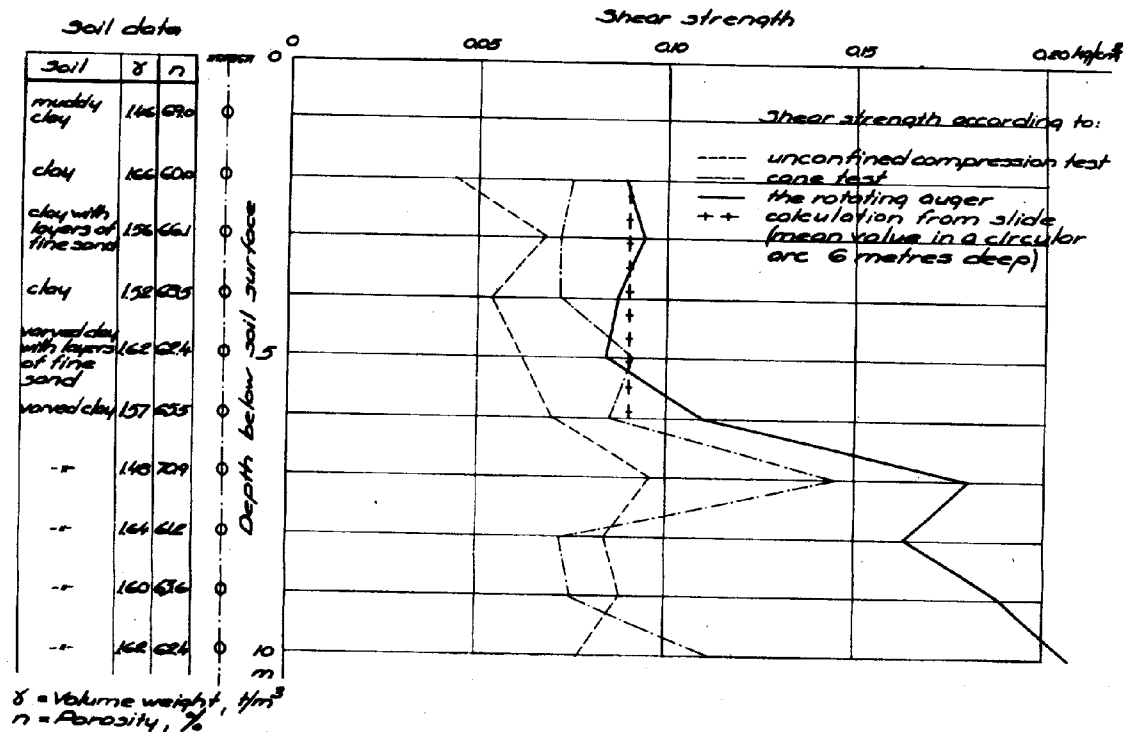 Soil data
Shear strength
soil γ n
0 0.05 0.10 0.15 0.20 kg/cm²
0
muddy clay 1.46 69.0
clay 1.66 60.0
clay with layers of fine sand 1.56 66.1
clay 1.52 63.5
varved clay with layers of fine sand 1.62 62.4
varved clay 1.57 65.5
-"- 1.48 70.9
-"- 1.64 61.2
-"- 1.60 63.6
-"- 1.62 62.4
Depth below soil surface
5
10
m
Shear strength according to:
unconfined compression test
cone test
the rotating auger
calculation from slide
(mean value in a circular
arc 6 metres deep)
γ = Volume weight, t/m³
n = Porosity, %